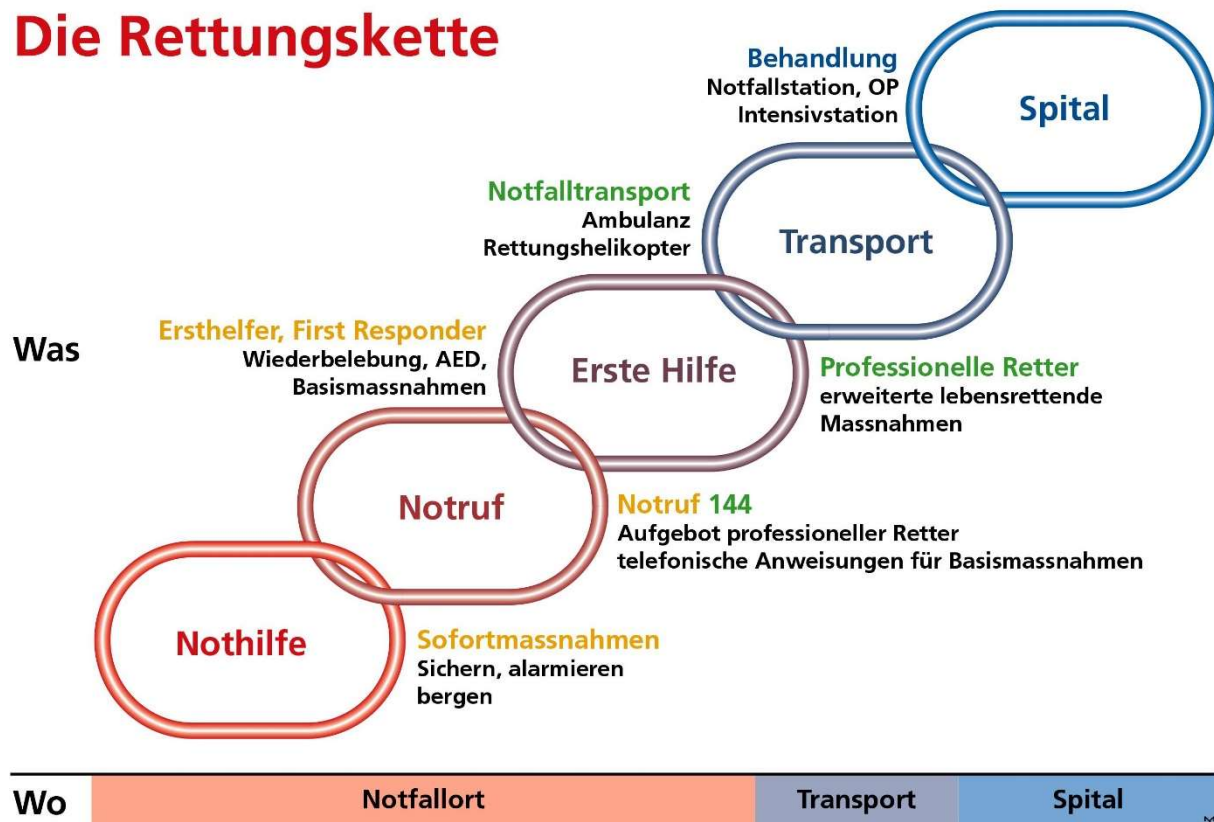 Die Rettungskette
Behandlung
Notfallstation, OP
Intensivstation
Spital
Notfalltransport
Ambulanz
Rettungshelikopter
Transport
Was
Ersthelfer, First Responder
Wiederbelebung, AED,
Basismassnahmen
Erste Hilfe
Professionelle Retter
erweiterte lebensrettende
Massnahmen
Notruf
Notruf 144
Aufgebot professioneller Retter
telefonische Anweisungen für Basismassnahmen
Nothilfe
Sofortmassnahmen
Sichern, alarmieren
bergen
Wo
Notfallort
Transport
Spital